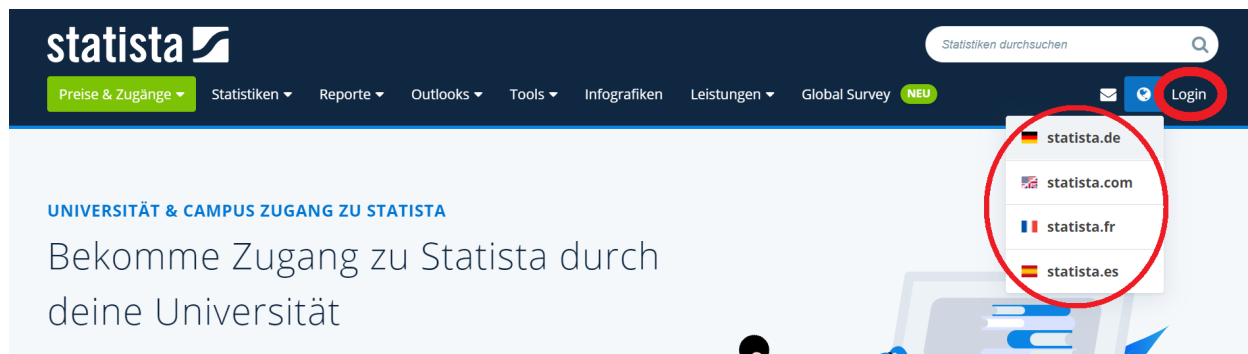 statista
Statistiken durchsuchen
Preise & Zugänge Statistiken Reporte Outlooks Tools Infografiken Leistungen Global Survey NEU Login
statista.de
statista.com
statista.fr
statista.es
UNIVERSITÄT & CAMPUS ZUGANG ZU STATISTA
Bekomme Zugang zu Statista durch
deine Universität